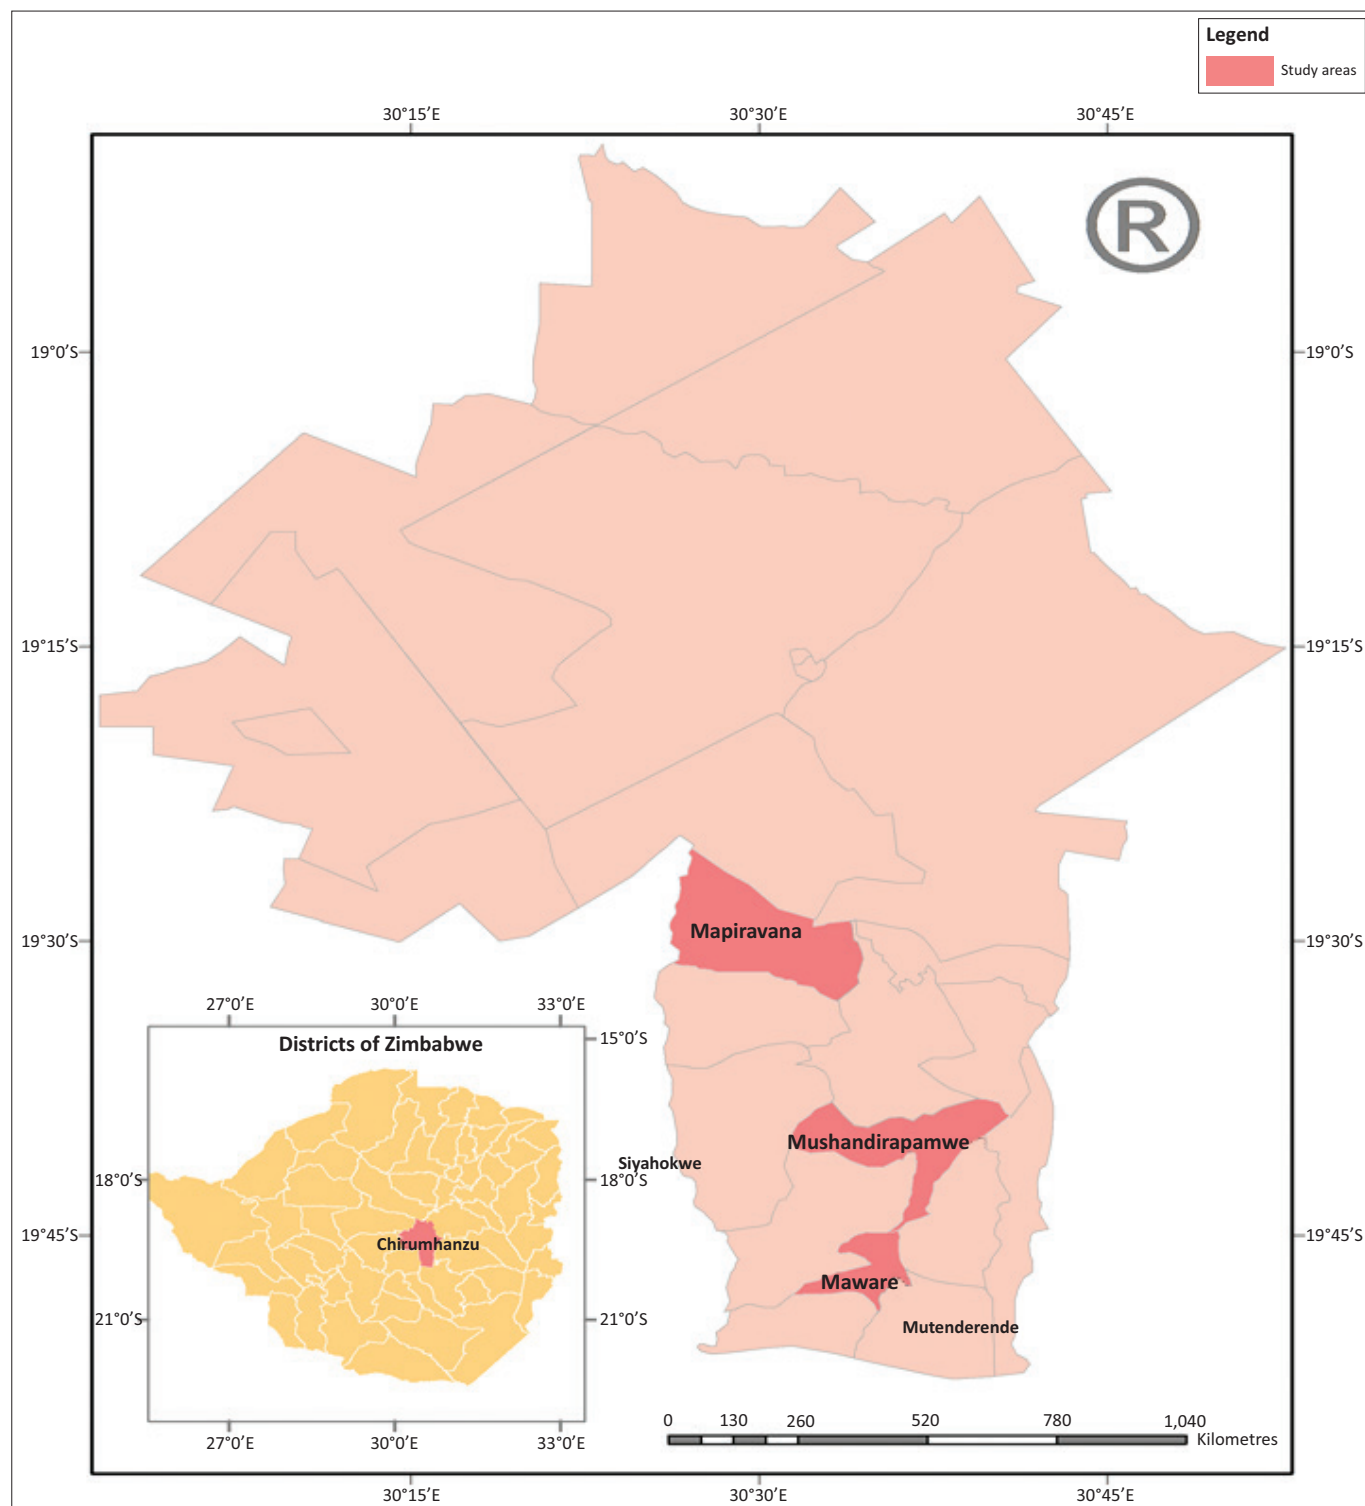 Legend
Study areas
30°15′E 30°30′E 30°45′E
R
19°0′S 19°0′S
19°15′S 19°15′S
Mapiravana
19°30′S 19°30′S
27°0′E 30°0′E 33°0′E
Districts of Zimbabwe
15°0′S
Mushandirapamwe
Siyahokwe
18°0′S 18°0′S
19°45′S 19°45′S
Chirumhanzu
Maware
21°0′S 21°0′S
Mutenderende
0 130 260 520 780 1,040
Kilometres
27°0′E 30°0′E 33°0′E
30°15′E 30°30′E 30°45′E